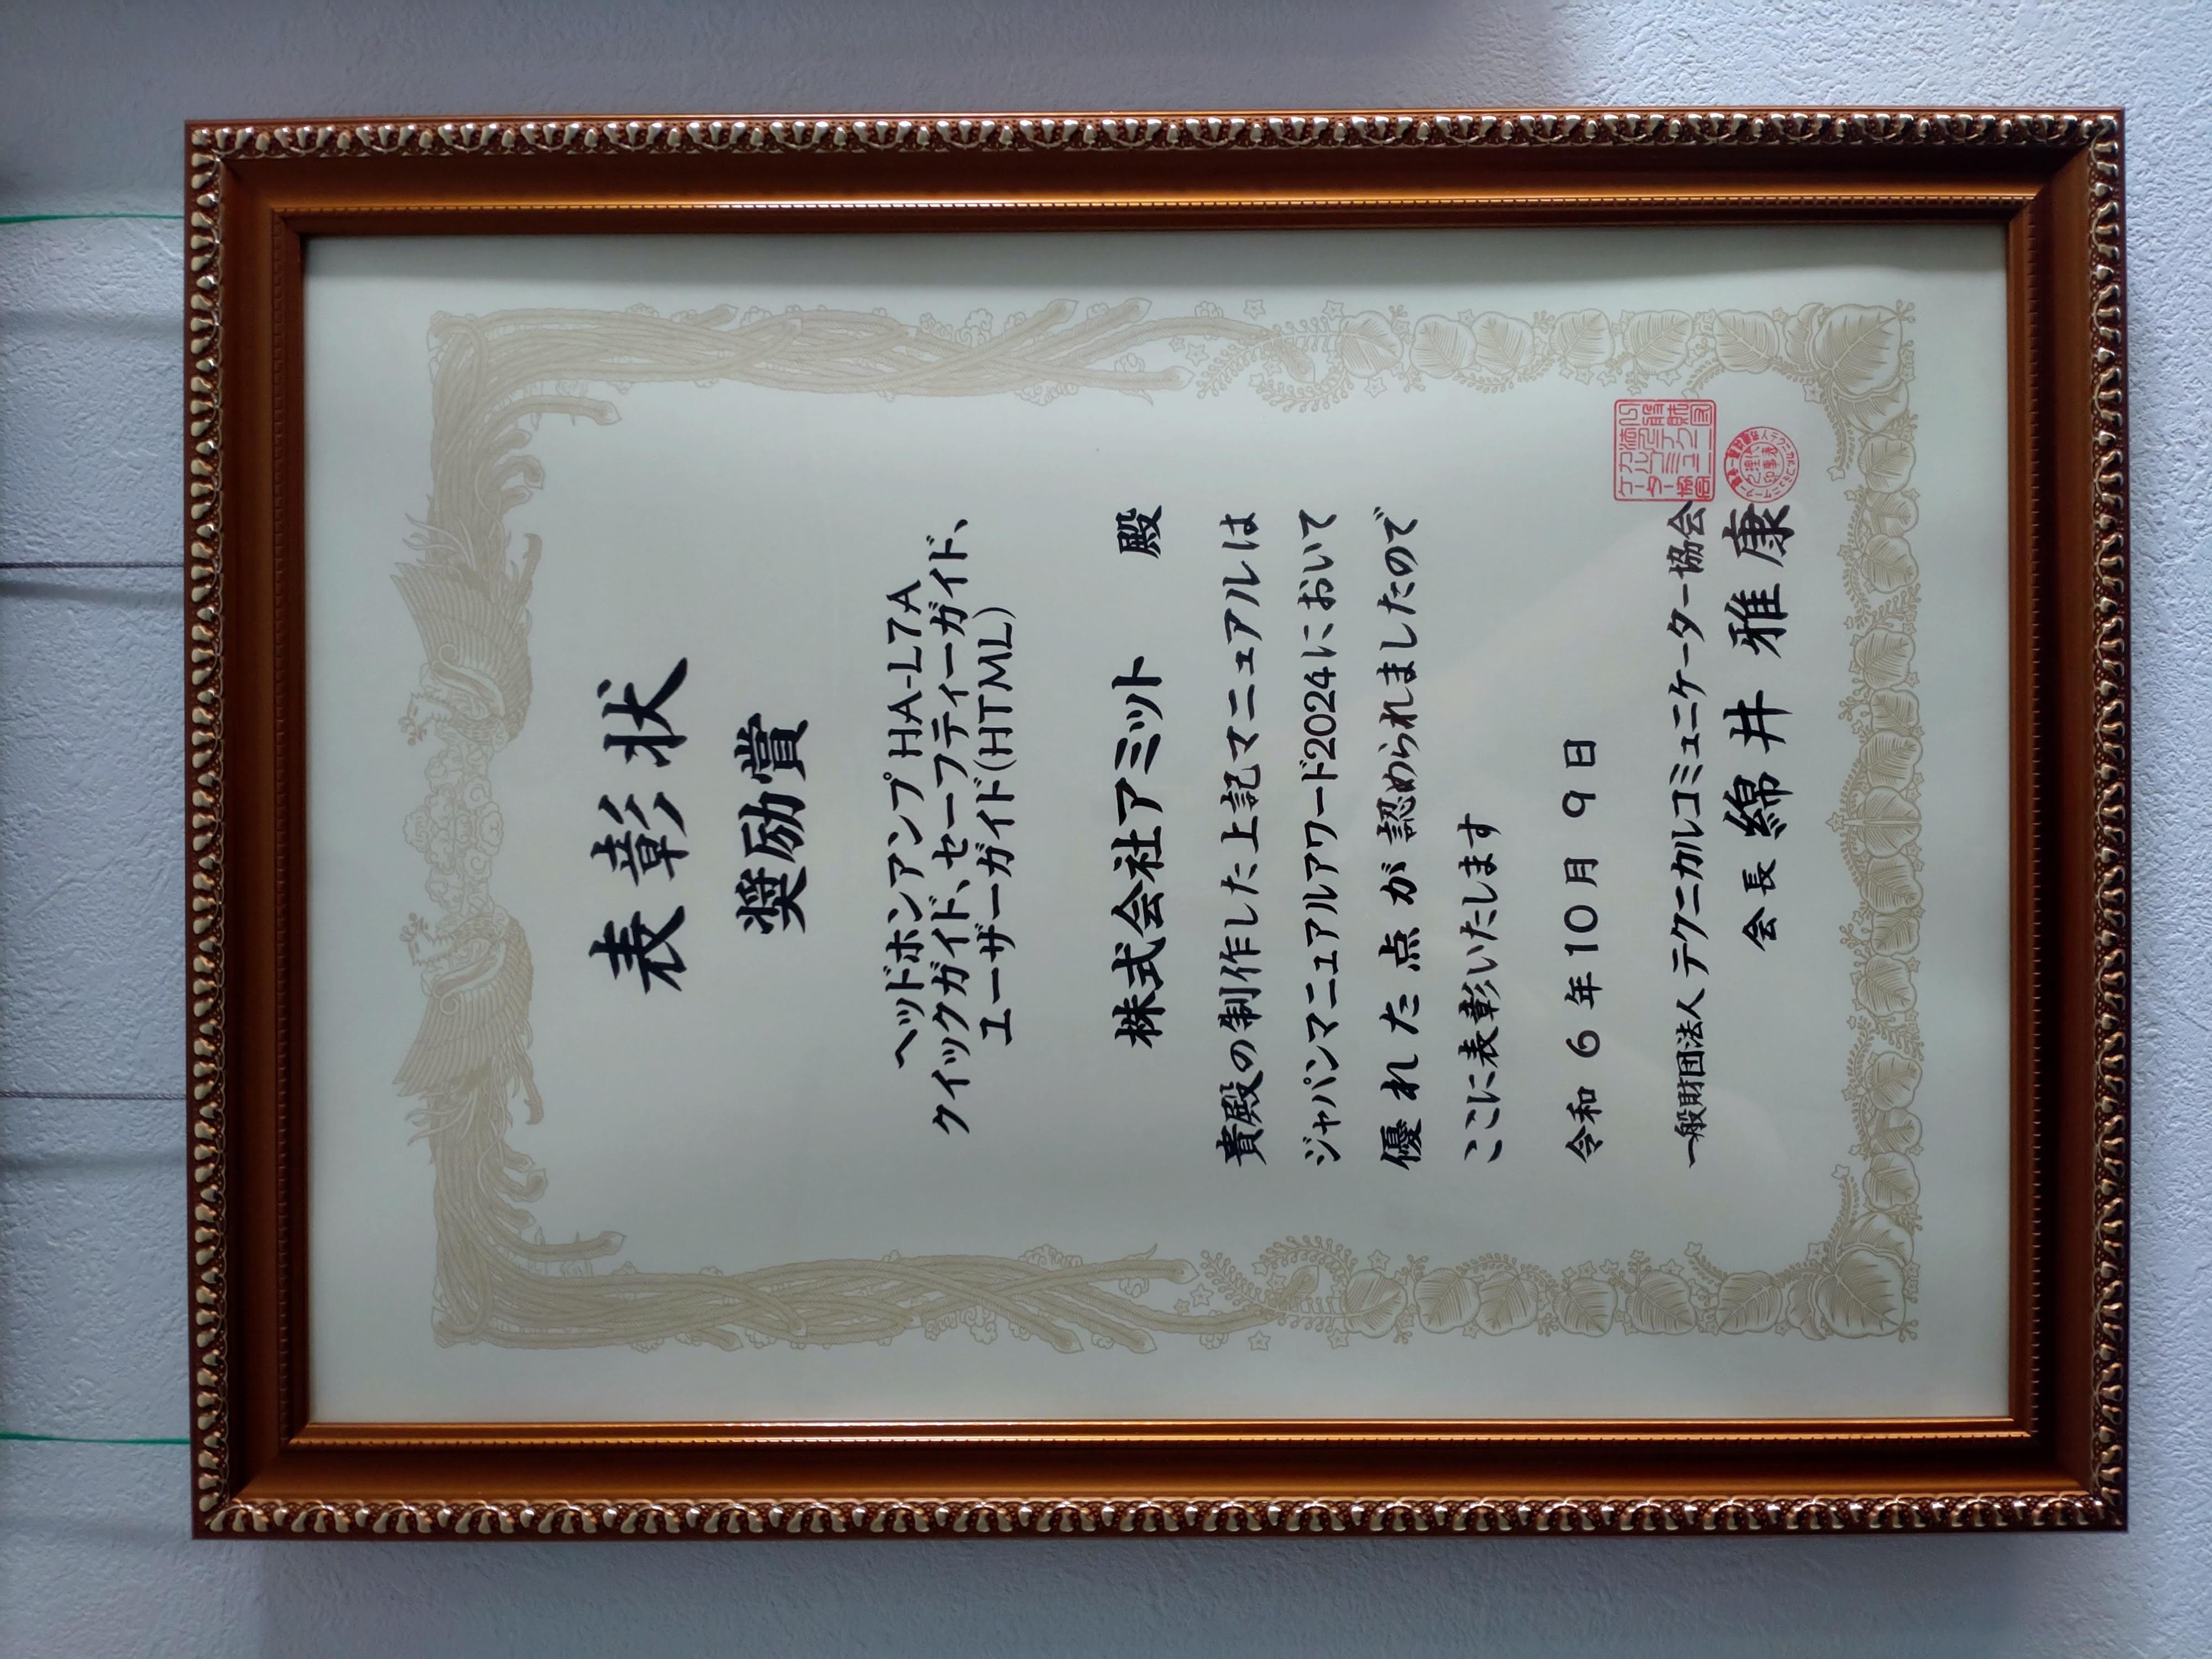 表彰状
奨励賞
ヘッドホンアンプ HA-L7A
クイックガイド、セーフティーガイド、
ユーザーガイド(HTML)
株式会社アミット 殿
貴殿の制作した上記マニュアルは
ジャパンマニュアルアワード2024において
優れた点が認められましたので
ここに表彰いたします
令和6年10月9日
一般財団法人テクニカルコミュニケーター協会
会長 綿井雅康